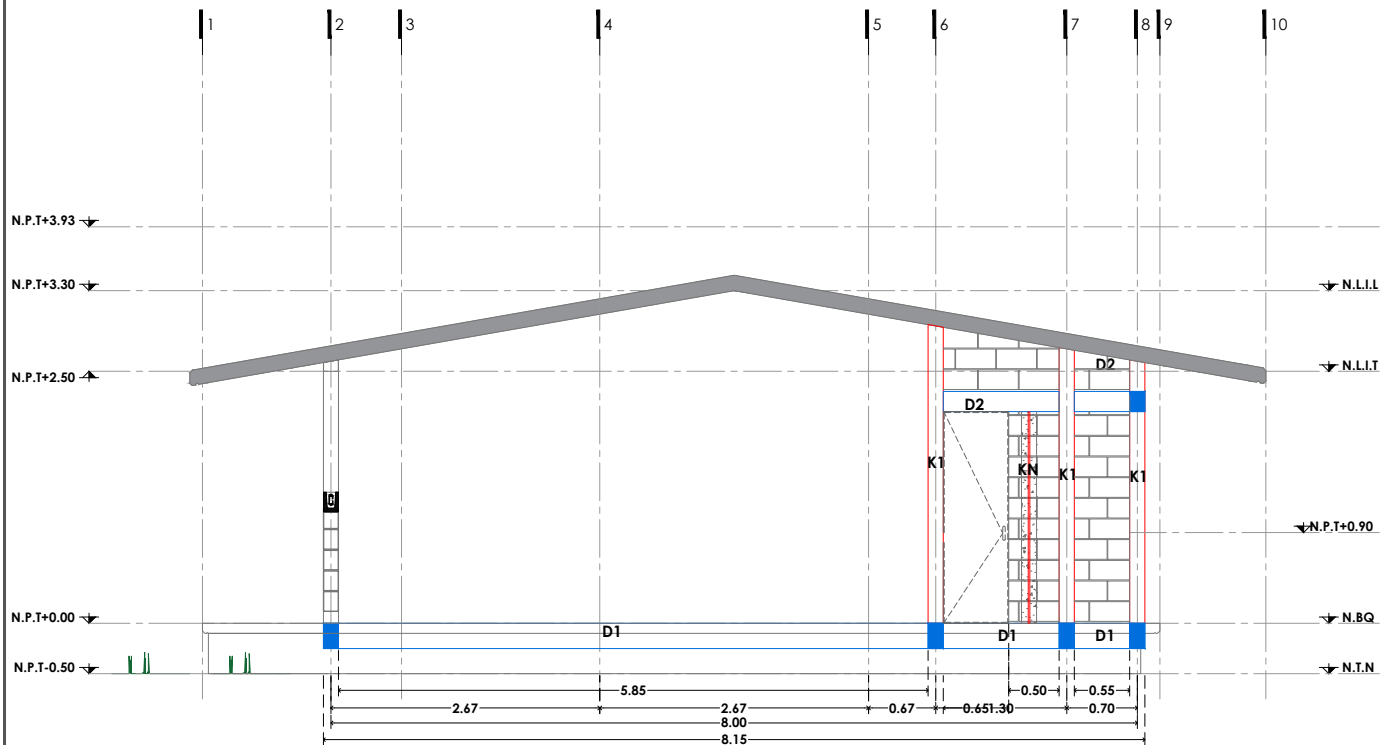 1 2 3 4 5 6 7 8 9 10
N.P.T+3.93
N.P.T+3.30 N.L.I.L
N.P.T+2.50 N.L.I.T
D2
D2
K1 KN K1 K1
C
N.P.T+0.90
N.P.T+0.00 N.BQ
D1 D1 D1
N.P.T-0.50 N.T.N
5.85 0.50 0.55
2.67 2.67 0.67 0.65 1.30 0.70
8.00
8.15